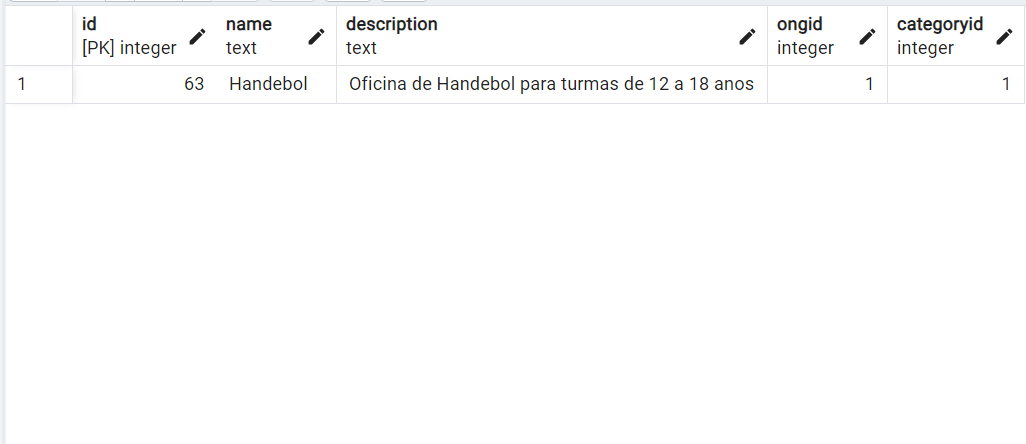 id name description ongid categoryid
[PK] integer text text integer integer
1 63 Handebol Oficina de Handebol para turmas de 12 a 18 anos 1 1